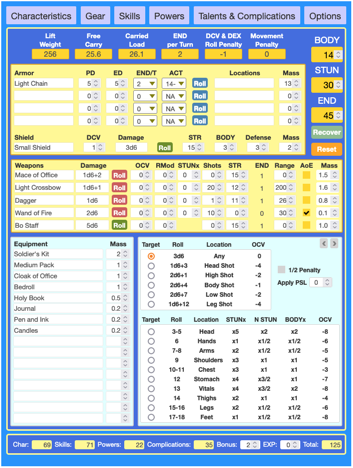 Characteristics Gear Skills Powers Talents & Complications Options
Lift Weight Free Carry Carried Load END per Turn DCV & DEX Roll Penalty Movement Penalty BODY
256 25.6 26.1 2 -1 0 14
STUN
30
END
45
Recover
Reset
Armor PD ED END/T ACT Locations Mass
Light Chain 5 5 2 14- Roll 13
0 0 0 NA Roll 0
0 0 0 NA Roll 0
0 0 0 NA Roll 0
Shield DCV Damage STR BODY Defense Mass
Small Shield 1 3d6 Roll 15 3 3 2
Weapons Damage OCV RMod STUNx Shots STR END Range AoE Mass
Mace of Office 1d6+2 Roll 0 0 0 0 15 1 0 1.5
Light Crossbow 1d6+1 Roll 0 0 0 20 12 1 200 1.6
Dagger 1d6 Roll 0 0 0 1 11 1 26 0.8
Wand of Fire 2d6 Roll 0 0 0 10 0 0 30 0.1
Bo Staff 5d6 Roll 0 0 0 0 15 1 0 1.0
Equipment Mass
Soldier's Kit 2
Medium Pack 1
Cloak of Office 1
Bedroll 1
Holy Book 0.5
Journal 0.2
Pen and Ink 0.2
Candles 0.2
Target Roll Location OCV
3d6 Any 0
1d6+3 Head Shot -4
2d6+1 High Shot -2
2d6+4 Body Shot -1
2d6+7 Low Shot -2
1d6+12 Leg Shot -4
1/2 Penalty
Apply PSL 0
Target Roll Location STUNx N STUN BODYx OCV
3-5 Head x5 x2 x2 -8
6 Hands x1 x1/2 x1/2 -6
7-8 Arms x2 x1/2 x1/2 -5
9 Shoulders x3 x1 x1 -5
10-11 Chest x3 x1 x1 -3
12 Stomach x4 x3/2 x1 -7
13 Vitals x4 x3/2 x2 -8
14 Thighs x2 x1 x1 -4
15-16 Legs x2 x1/2 x1/2 -6
17-18 Feet x1 x1/2 x1/2 -8
Char: 69 Skills: 71 Powers: 22 Complications: 35 Bonus: 2 EXP: 0 Total: 125